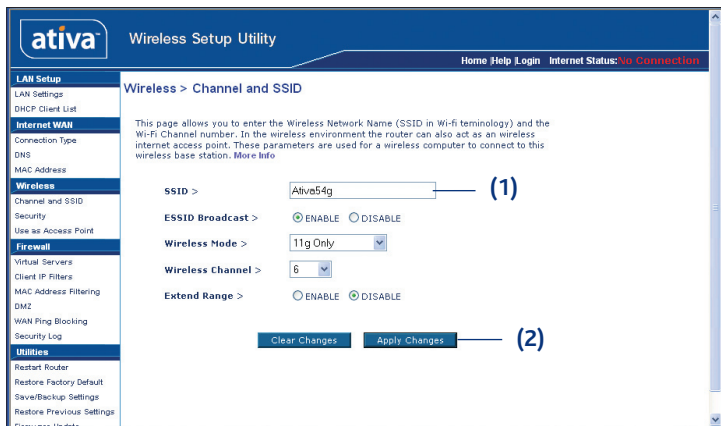 ativa
Wireless Setup Utility
Home |Help |Login Internet Status:No Connection
LAN Setup
LAN Settings
DHCP Client List
Internet WAN
Connection Type
DNS
MAC Address
Wireless
Channel and SSID
Security
Use as Access Point
Firewall
Virtual Servers
Client IP Filters
MAC Address Filtering
DMZ
WAN Ping Blocking
Security Log
Utilities
Restart Router
Restore Factory Default
Save/Backup Settings
Restore Previous Settings
Firmware Update
Wireless > Channel and SSID
This page allows you to enter the Wireless Network Name (SSID in Wi-fi teminology) and the
Wi-Fi Channel number. In the wireless environment the router can also act as an wireless
internet access point. These parameters are used for a wireless computer to connect to this
wireless base station. More Info
SSID > Ativa54g (1)
ESSID Broadcast > ENABLE DISABLE
Wireless Mode > 11g Only
Wireless Channel > 6
Extend Range > ENABLE DISABLE
Clear Changes Apply Changes (2)